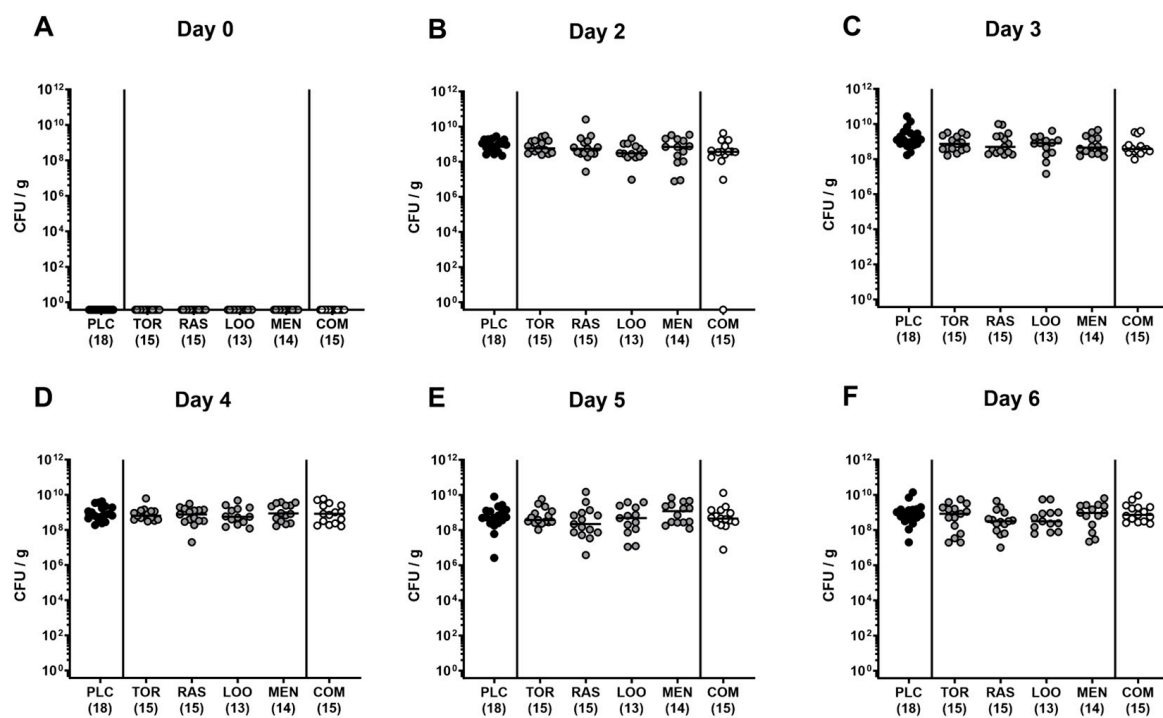 A
Day 0
CFU / g
10¹²
10¹⁰
10⁸
10⁶
10⁴
10²
10⁰
PLC TOR RAS LOO MEN COM
(18) (15) (15) (13) (14) (15)
B
Day 2
CFU / g
10¹²
10¹⁰
10⁸
10⁶
10⁴
10²
10⁰
PLC TOR RAS LOO MEN COM
(18) (15) (15) (13) (14) (15)
C
Day 3
CFU / g
10¹²
10¹⁰
10⁸
10⁶
10⁴
10²
10⁰
PLC TOR RAS LOO MEN COM
(18) (15) (15) (13) (14) (15)
D
Day 4
CFU / g
10¹²
10¹⁰
10⁸
10⁶
10⁴
10²
10⁰
PLC TOR RAS LOO MEN COM
(18) (15) (15) (13) (14) (15)
E
Day 5
CFU / g
10¹²
10¹⁰
10⁸
10⁶
10⁴
10²
10⁰
PLC TOR RAS LOO MEN COM
(18) (15) (15) (13) (14) (15)
F
Day 6
CFU / g
10¹²
10¹⁰
10⁸
10⁶
10⁴
10²
10⁰
PLC TOR RAS LOO MEN COM
(18) (15) (15) (13) (14) (15)